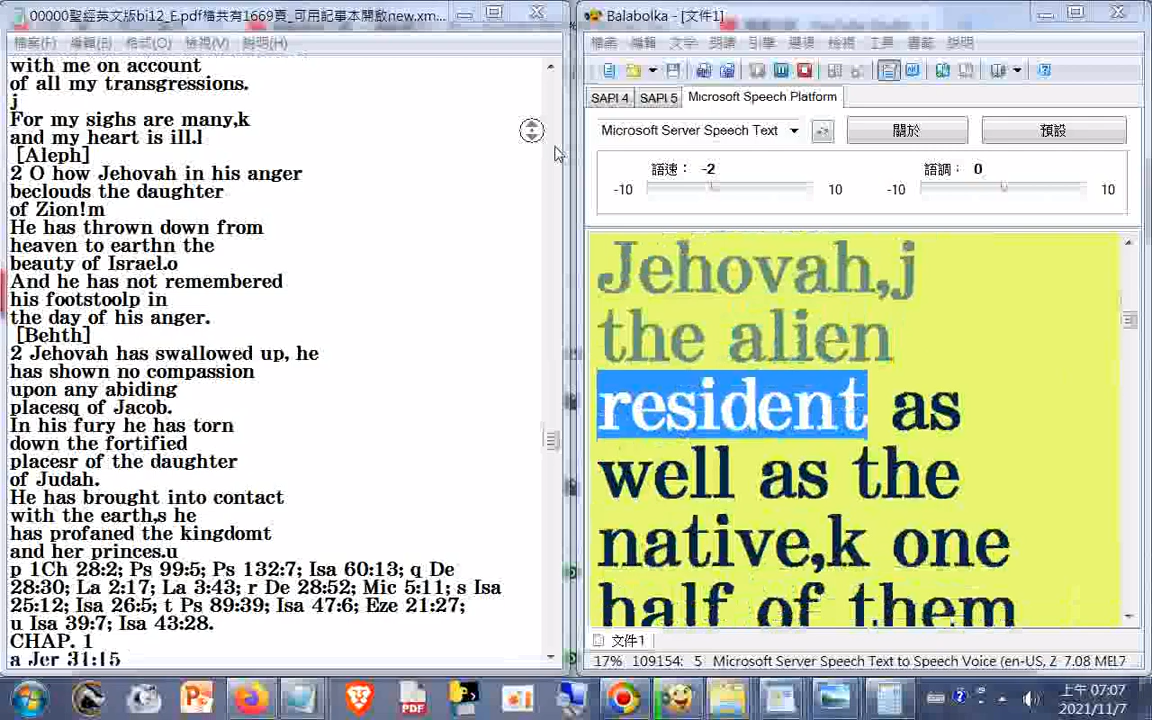 00000聖經英文版bi12_E.pdf檔共有1669頁_可用記事本開啟new.xm...
檔案(F) 編輯(E) 格式(O) 檢視(V) 說明(H)
with me on account
of all my transgressions.
j
For my sighs are many,k
and my heart is ill.l
[Aleph]
2 O how Jehovah in his anger
beclouds the daughter
of Zion!m
He has thrown down from
heaven to earthn the
beauty of Israel.o
And he has not remembered
his footstoolp in
the day of his anger.
[Behth]
2 Jehovah has swallowed up, he
has shown no compassion
upon any abiding
placesq of Jacob.
In his fury he has torn
down the fortified
placesr of the daughter
of Judah.
He has brought into contact
with the earth,s he
has profaned the kingdomt
and her princes.u
p 1Ch 28:2; Ps 99:5; Ps 132:7; Isa 60:13; q De
28:30; La 2:17; La 3:43; r De 28:52; Mic 5:11; s Isa
25:12; Isa 26:5; t Ps 89:39; Isa 47:6; Eze 21:27;
u Isa 39:7; Isa 43:28.
CHAP. 1
a Jer 31:15
Balabolka - [文件1]
檔案 編輯 文字 朗讀 引擎 選項 檢視 工具 書籤 說明
SAPI 4 SAPI 5 Microsoft Speech Platform
Microsoft Server Speech Text 關於 預設
語速： -2 語調： 0
-10 10 -10 10
Jehovah,j
the alien
resident as
well as the
native,k one
half of them
文件1
17% 109154: 5 Microsoft Server Speech Text to Speech Voice (en-US, Z 7.08 MEL7
上午 07:07
2021/11/7